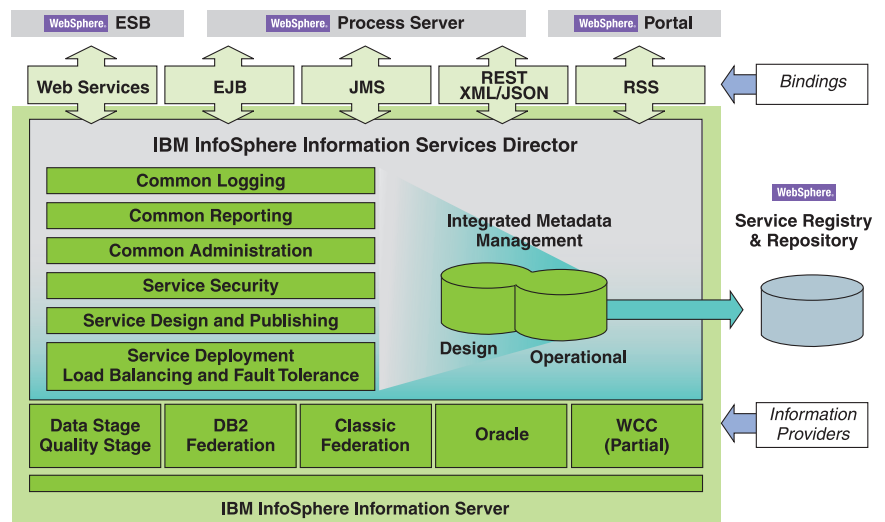 WebSphere. ESB
WebSphere. Process Server
WebSphere. Portal
Web Services
EJB
JMS
REST
XML/JSON
RSS
Bindings
IBM InfoSphere Information Services Director
Common Logging
Common Reporting
Common Administration
Service Security
Service Design and Publishing
Service Deployment
Load Balancing and Fault Tolerance
Integrated Metadata
Management
Design
Operational
WebSphere.
Service Registry
& Repository
Data Stage
Quality Stage
DB2
Federation
Classic
Federation
Oracle
WCC
(Partial)
Information
Providers
IBM InfoSphere Information Server